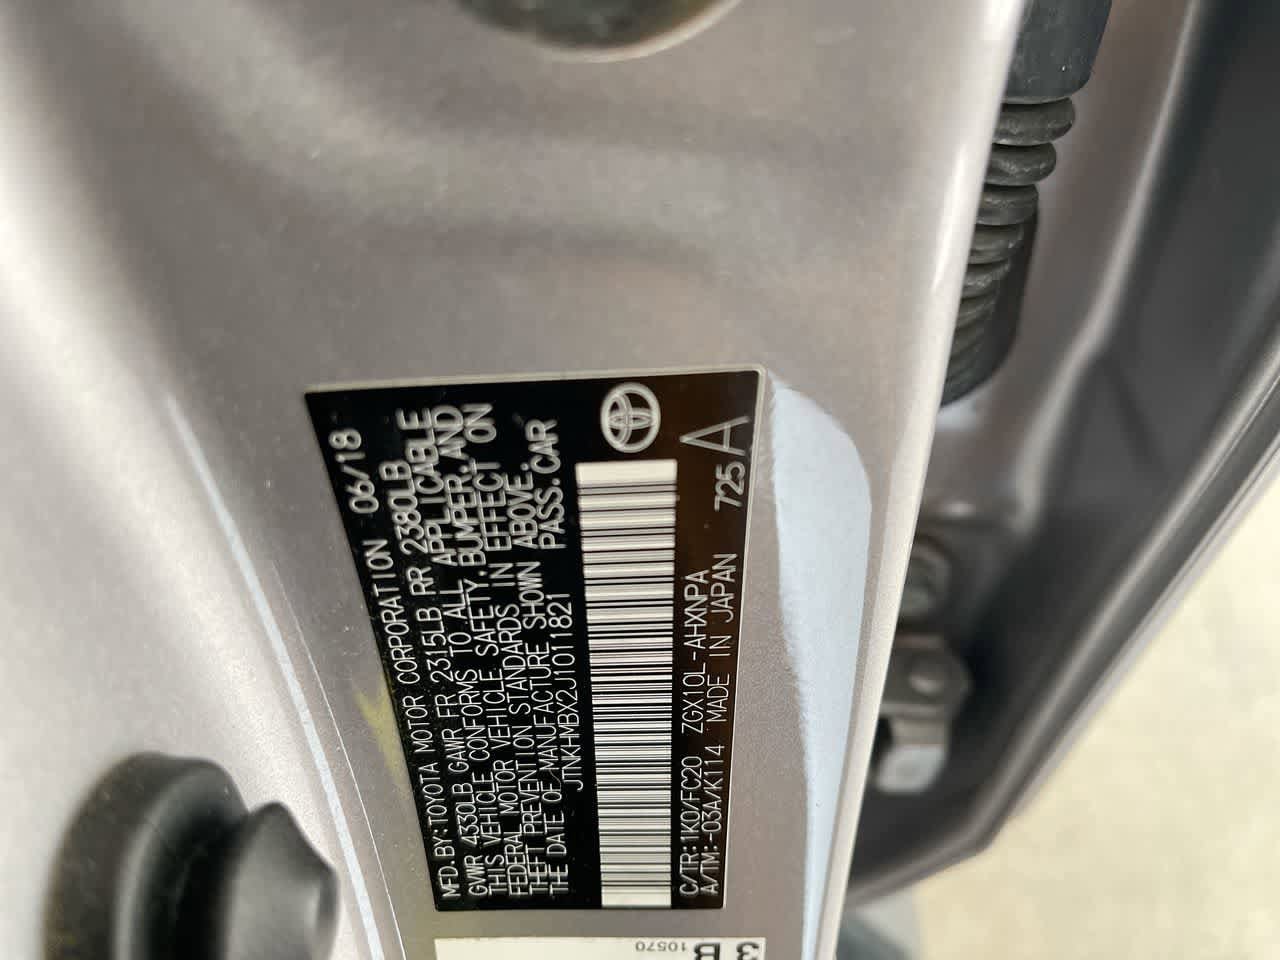 MFD. BY: TOYOTA MOTOR CORPORATION 06/18
GVWR 4330LB GAWR FR 2315LB RR 2380LB
THIS VEHICLE CONFORMS TO ALL APPLICABLE
FEDERAL MOTOR VEHICLE SAFETY, BUMPER, AND
THEFT PREVENTION STANDARDS IN EFFECT ON
THE DATE OF MANUFACTURE SHOWN ABOVE.
JTNKHMBX2J1011821 PASS. CAR
C/TR: 1K0/FC20 ZGX10L-AHXNPA 725 A
A/TM: -03A/K114 MADE IN JAPAN
3
B
10570